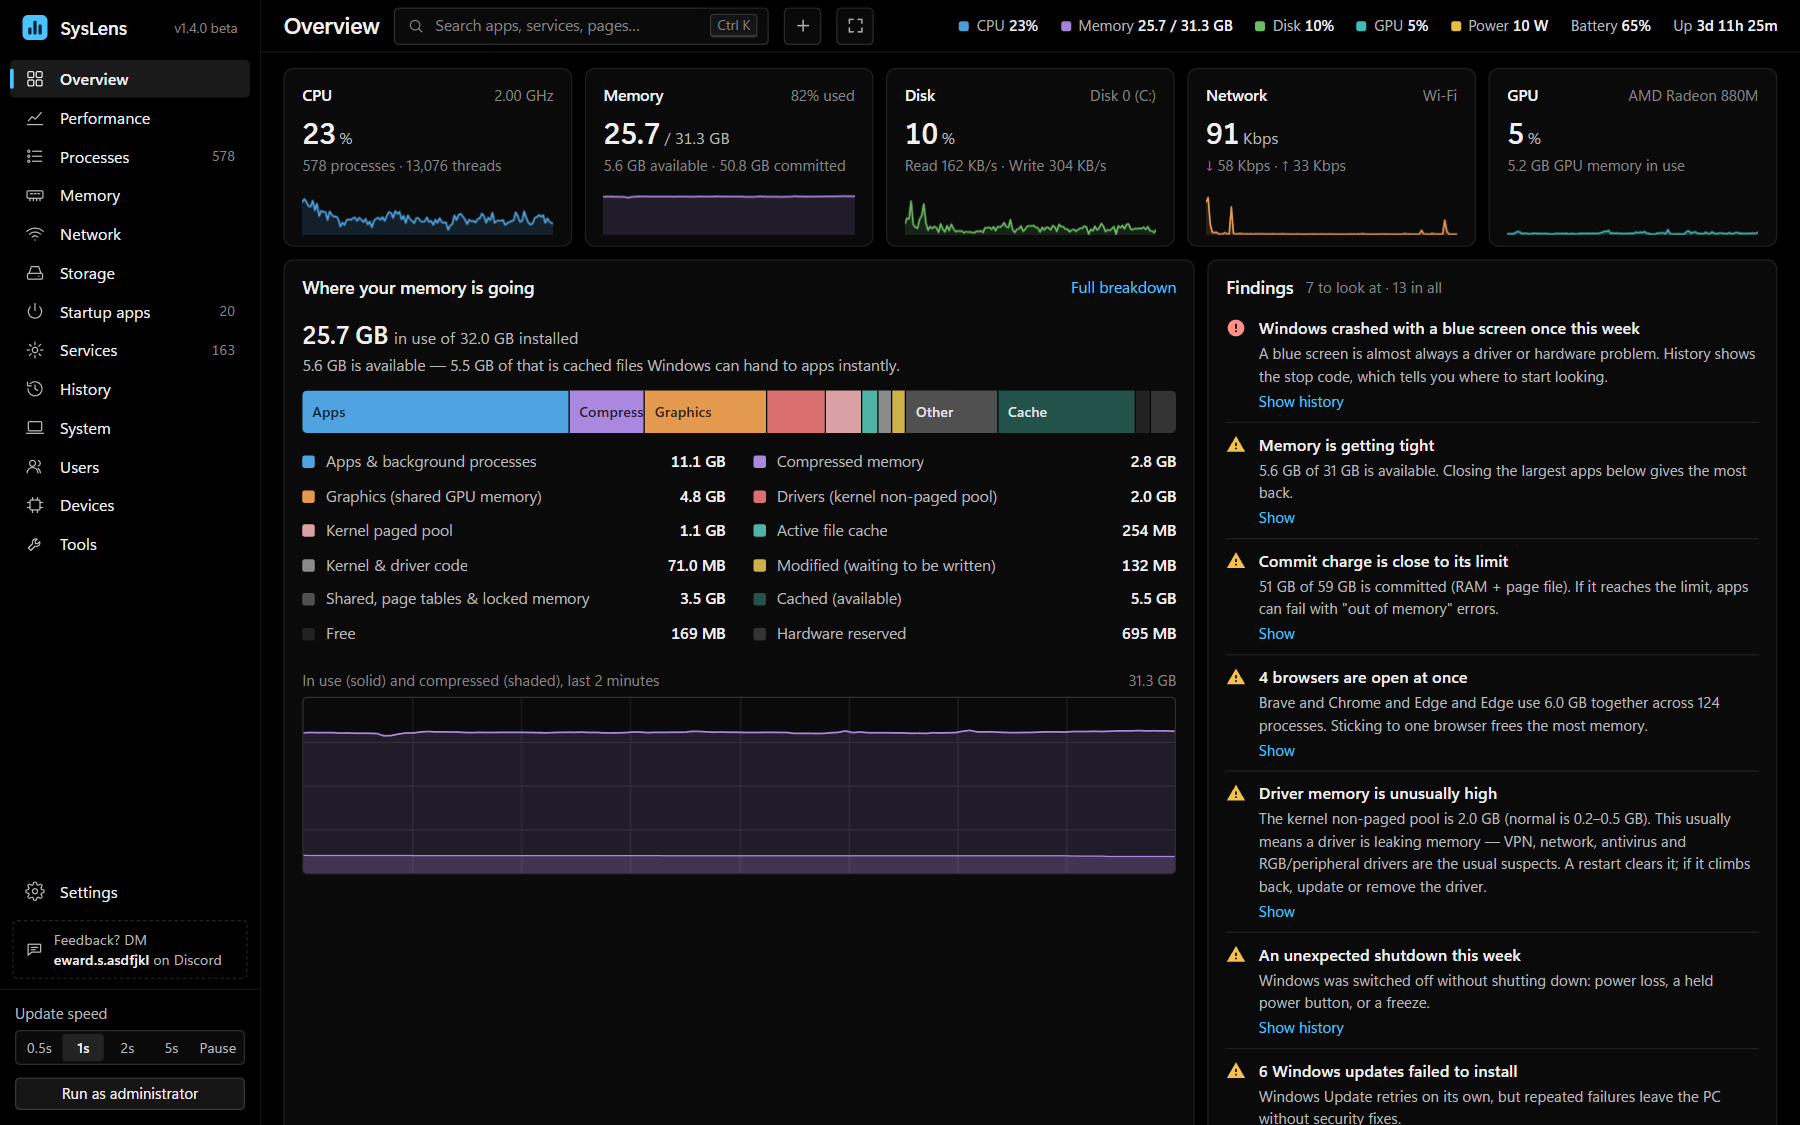 SysLens v1.4.0 beta
Overview
Performance
Processes 578
Memory
Network
Storage
Startup apps 20
Services 163
History
System
Users
Devices
Tools
Settings
Feedback? DM
eward.s.asdfjkl on Discord
Update speed
0.5s 1s 2s 5s Pause
Run as administrator
Overview
Search apps, services, pages... Ctrl K
CPU 23% Memory 25.7 / 31.3 GB Disk 10% GPU 5% Power 10 W Battery 65% Up 3d 11h 25m
CPU 2.00 GHz
23 %
578 processes · 13,076 threads
Memory 82% used
25.7 / 31.3 GB
5.6 GB available · 50.8 GB committed
Disk Disk 0 (C:)
10 %
Read 162 KB/s · Write 304 KB/s
Network Wi-Fi
91 Kbps
↓ 58 Kbps · ↑ 33 Kbps
GPU AMD Radeon 880M
5 %
5.2 GB GPU memory in use
Where your memory is going Full breakdown
25.7 GB in use of 32.0 GB installed
5.6 GB is available — 5.5 GB of that is cached files Windows can hand to apps instantly.
Apps Compress Graphics Other Cache
Apps & background processes 11.1 GB
Compressed memory 2.8 GB
Graphics (shared GPU memory) 4.8 GB
Drivers (kernel non-paged pool) 2.0 GB
Kernel paged pool 1.1 GB
Active file cache 254 MB
Kernel & driver code 71.0 MB
Modified (waiting to be written) 132 MB
Shared, page tables & locked memory 3.5 GB
Cached (available) 5.5 GB
Free 169 MB
Hardware reserved 695 MB
In use (solid) and compressed (shaded), last 2 minutes 31.3 GB
Findings 7 to look at · 13 in all
Windows crashed with a blue screen once this week
A blue screen is almost always a driver or hardware problem. History shows
the stop code, which tells you where to start looking.
Show history
Memory is getting tight
5.6 GB of 31 GB is available. Closing the largest apps below gives the most
back.
Show
Commit charge is close to its limit
51 GB of 59 GB is committed (RAM + page file). If it reaches the limit, apps
can fail with "out of memory" errors.
Show
4 browsers are open at once
Brave and Chrome and Edge and Edge use 6.0 GB together across 124
processes. Sticking to one browser frees the most memory.
Show
Driver memory is unusually high
The kernel non-paged pool is 2.0 GB (normal is 0.2–0.5 GB). This usually
means a driver is leaking memory — VPN, network, antivirus and
RGB/peripheral drivers are the usual suspects. A restart clears it; if it climbs
back, update or remove the driver.
Show
An unexpected shutdown this week
Windows was switched off without shutting down: power loss, a held
power button, or a freeze.
Show history
6 Windows updates failed to install
Windows Update retries on its own, but repeated failures leave the PC
without security fixes.